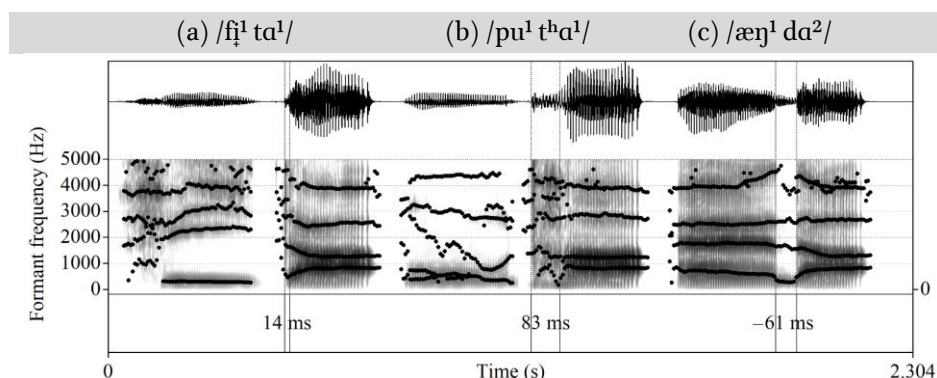 (a) /fi̟¹ tɑ¹/ (b) /pu¹ tʰɑ¹/ (c) /æŋ¹ dɑ²/
Formant frequency (Hz)
5000
4000
3000
2000
1000
0 0
14 ms 83 ms −61 ms
0 Time (s) 2.304